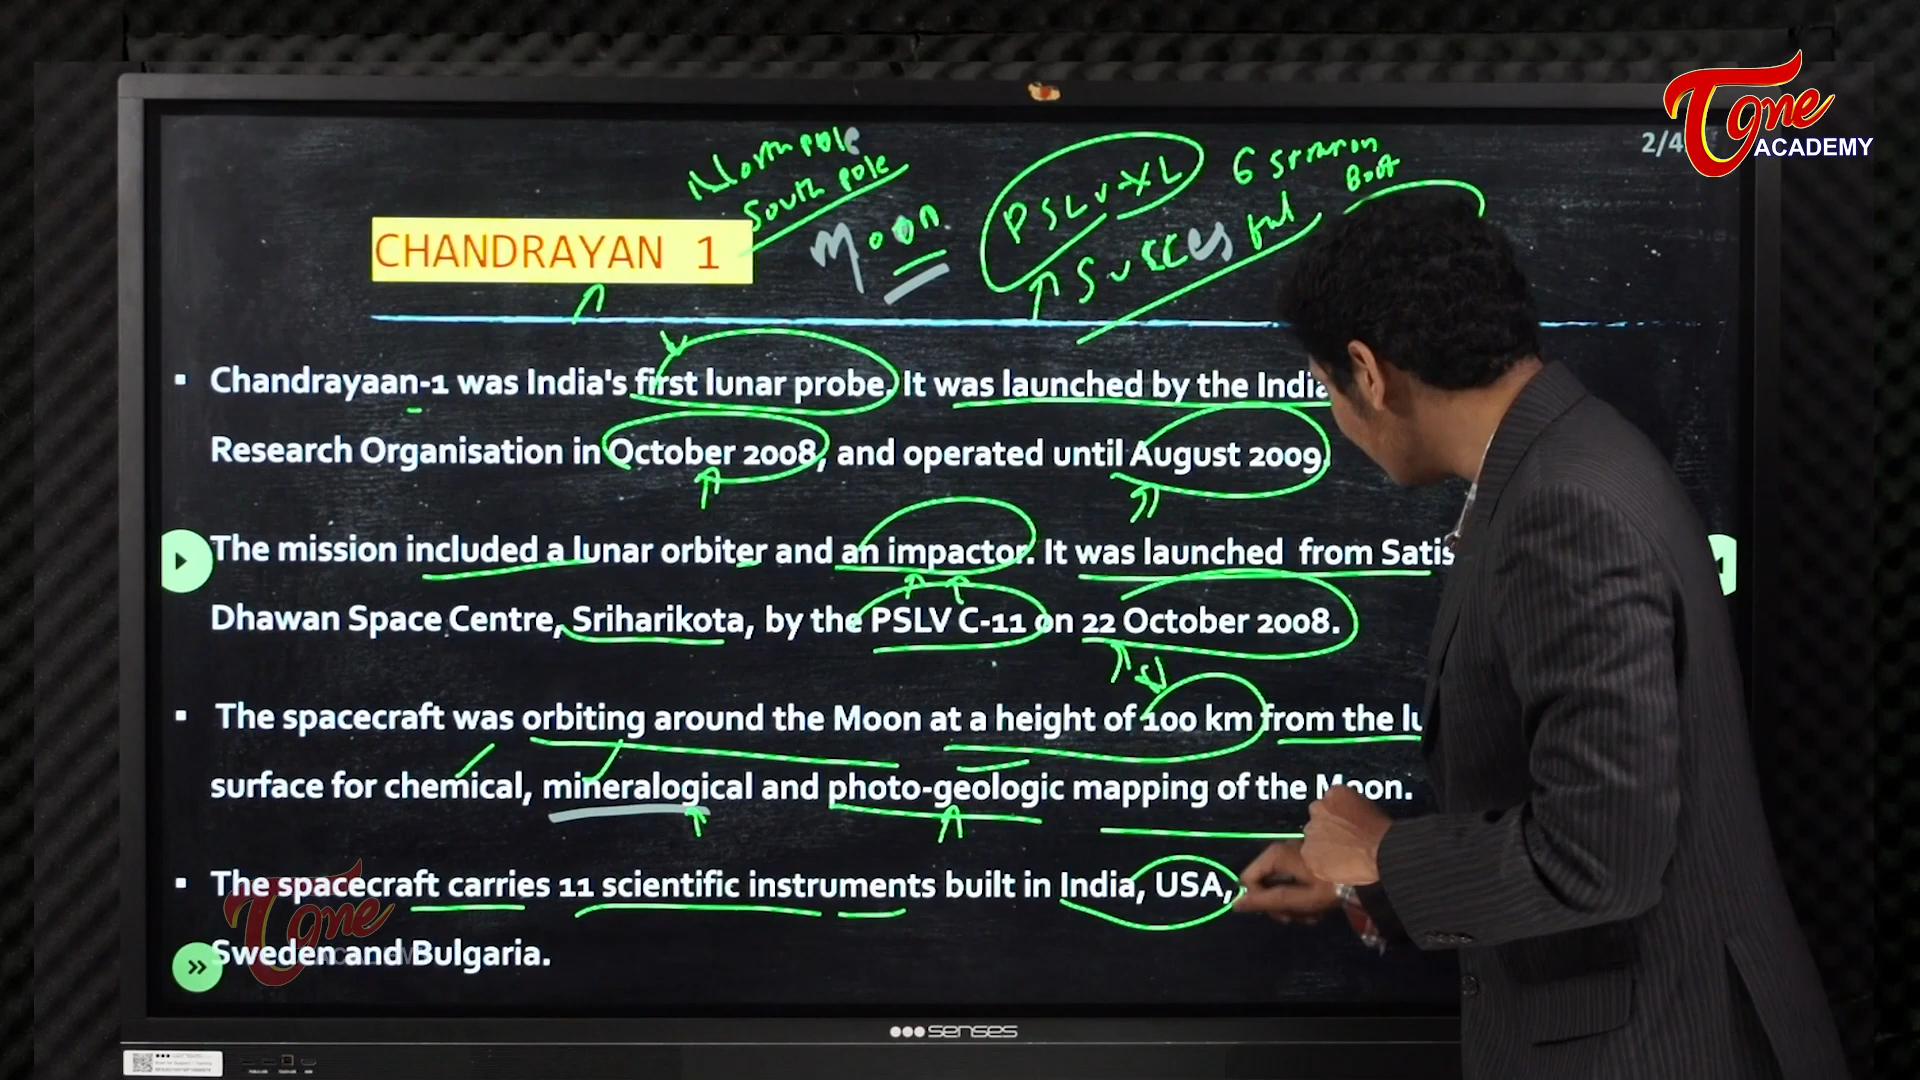 North pole
South pole
Moon
PSLV-XL
6 
Successful
2/4
Tone
ACADEMY
CHANDRAYAN 1
Chandrayaan-1 was India's first lunar probe. It was launched by the India
Research Organisation in October 2008, and operated until August 2009.
The mission included a lunar orbiter and an impactor. It was launched from Satis
Dhawan Space Centre, Sriharikota, by the PSLV C-11 on 22 October 2008.
The spacecraft was orbiting around the Moon at a height of 100 km from the lu
surface for chemical, mineralogical and photo-geologic mapping of the Moon.
The spacecraft carries 11 scientific instruments built in India, USA,
Sweden and Bulgaria.
Tone
ACADEMY
senses